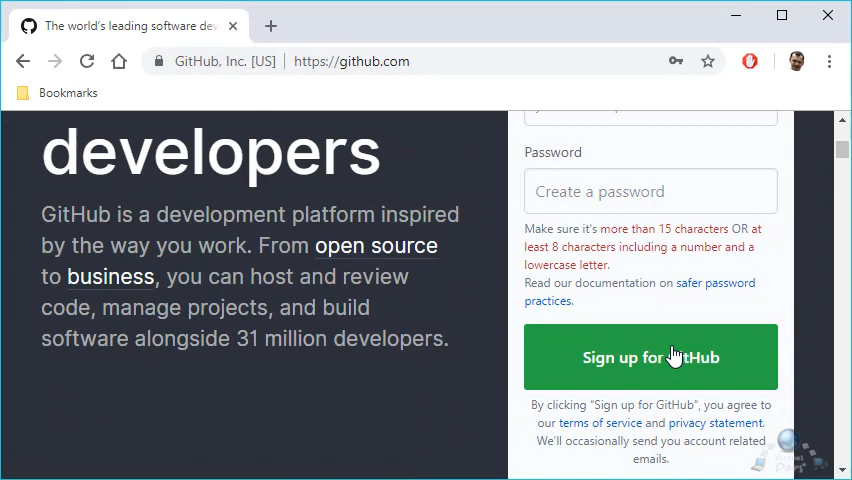 The world's leading software dev
GitHub, Inc. [US]
https://github.com
Bookmarks
developers
GitHub is a development platform inspired
by the way you work. From open source
to business, you can host and review
code, manage projects, and build
software alongside 31 million developers.
Password
Create a password
Make sure it's more than 15 characters OR at
least 8 characters including a number and a
lowercase letter.
Read our documentation on safer password
practices.
Sign up for GitHub
By clicking “Sign up for GitHub”, you agree to
our terms of service and privacy statement.
We'll occasionally send you account related
emails.